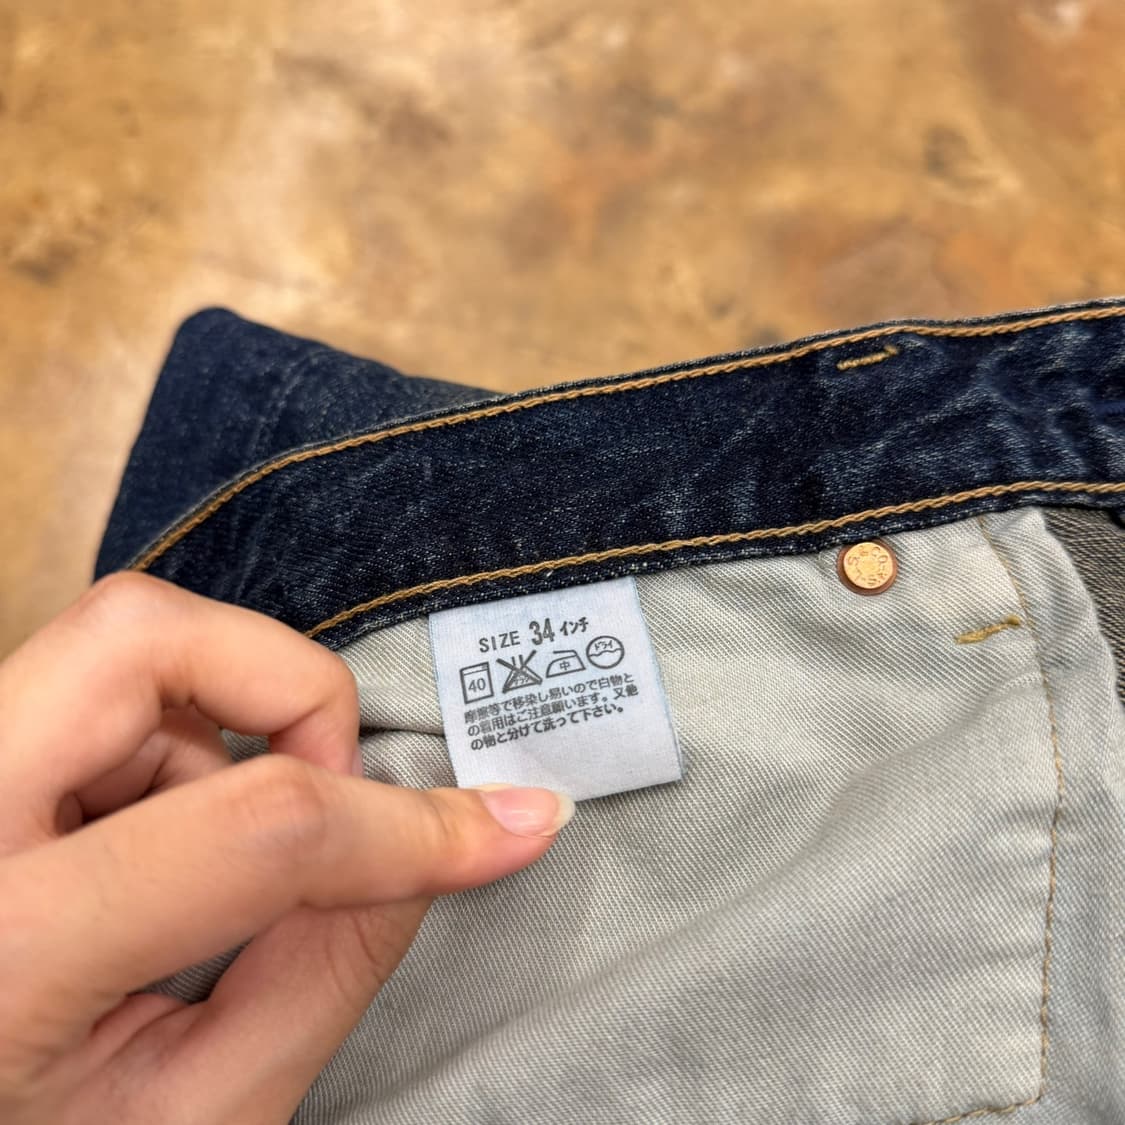 SIZE 34 インチ
40 中 ドライ
摩擦等で移染し易いので白物と
の着用はご注意願います。又他
の物と分けて洗って下さい。